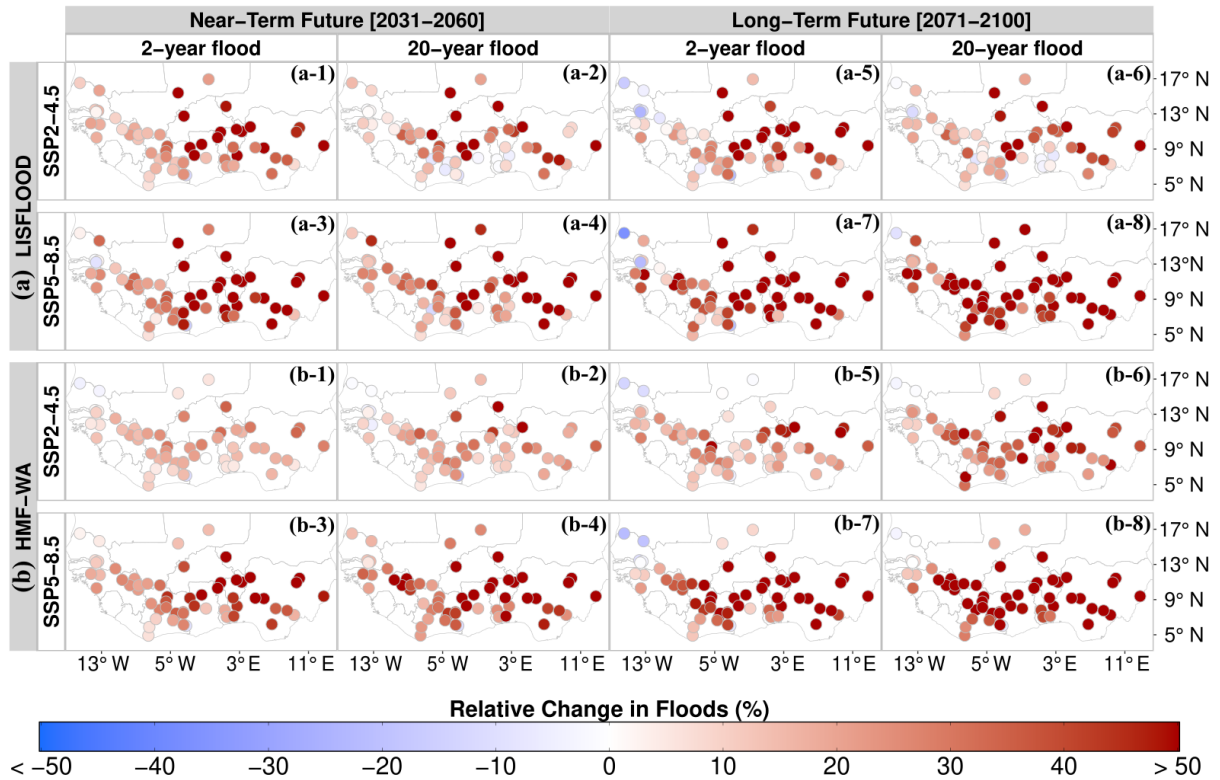 Near−Term Future [2031−2060]
Long−Term Future [2071−2100]
2−year flood
20−year flood
2−year flood
20−year flood
(a) LISFLOOD
SSP2−4.5
(a-1)
(a-2)
(a-5)
(a-6)
17° N
13° N
9° N
5° N
SSP5−8.5
(a-3)
(a-4)
(a-7)
(a-8)
17° N
13°N
9° N
5° N
(b) HMF−WA
SSP2−4.5
(b-1)
(b-2)
(b-5)
(b-6)
17° N
13° N
9° N
5° N
SSP5−8.5
(b-3)
(b-4)
(b-7)
(b-8)
17° N
13° N
9° N
5° N
13° W 5° W 3° E 11° E
13° W 5° W 3° E 11° E
13° W 5° W 3° E 11° E
13° W 5° W 3° E 11° E
Relative Change in Floods (%)
< −50 −40 −30 −20 −10 0 10 20 30 40 > 50